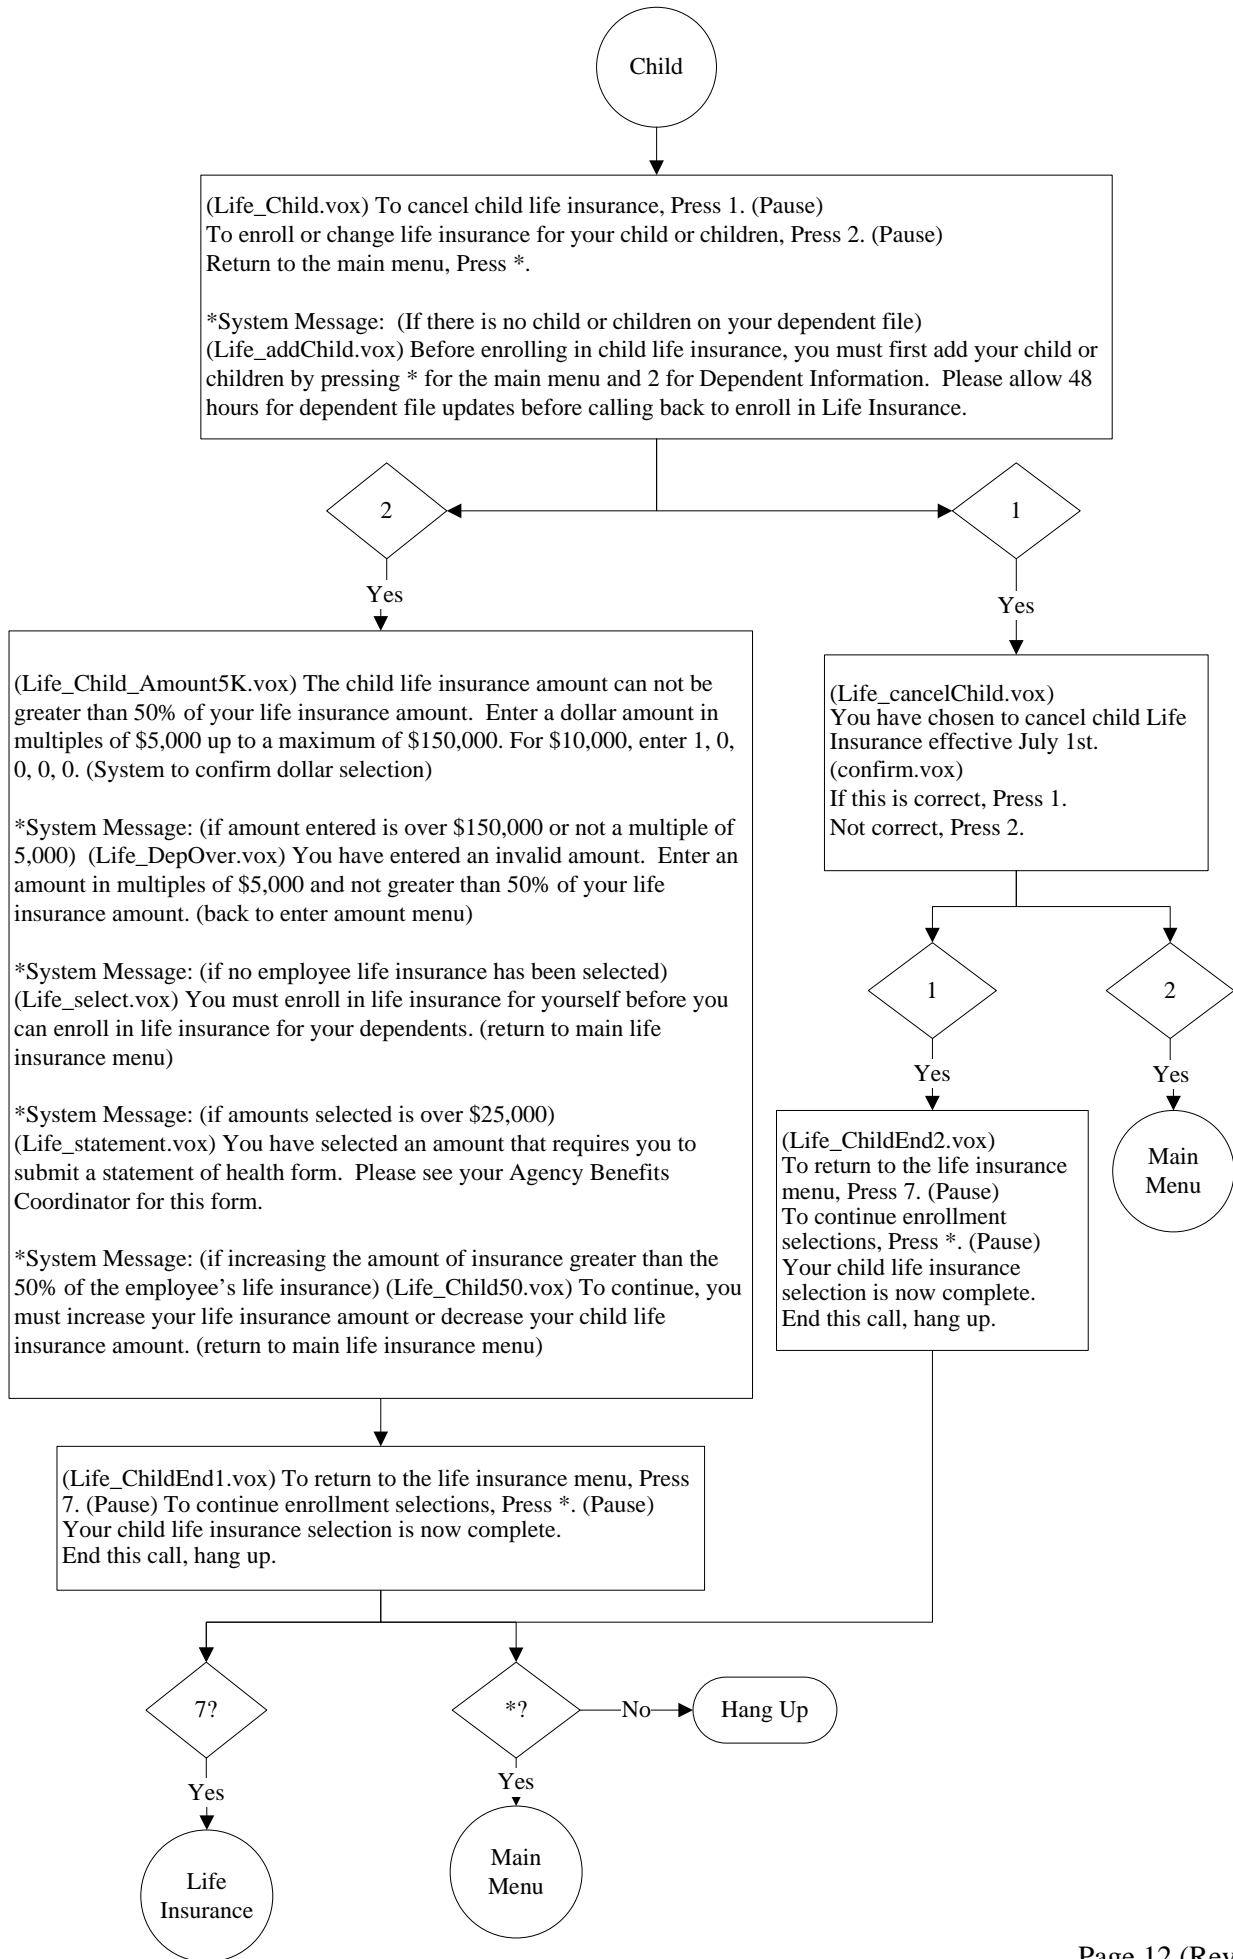 Child
(Life_Child.vox) To cancel child life insurance, Press 1. (Pause)
To enroll or change life insurance for your child or children, Press 2. (Pause)
Return to the main menu, Press *.
*System Message:  (If there is no child or children on your dependent file)
(Life_addChild.vox) Before enrolling in child life insurance, you must first add your child or
children by pressing * for the main menu and 2 for Dependent Information.  Please allow 48
hours for dependent file updates before calling back to enroll in Life Insurance.
2
1
Yes
Yes
(Life_Child_Amount5K.vox) The child life insurance amount can not be
greater than 50% of your life insurance amount.  Enter a dollar amount in
multiples of $5,000 up to a maximum of $150,000. For $10,000, enter 1, 0,
0, 0, 0. (System to confirm dollar selection)
*System Message: (if amount entered is over $150,000 or not a multiple of
5,000)  (Life_DepOver.vox) You have entered an invalid amount.  Enter an
amount in multiples of $5,000 and not greater than 50% of your life
insurance amount. (back to enter amount menu)
*System Message: (if no employee life insurance has been selected)
(Life_select.vox) You must enroll in life insurance for yourself before you
can enroll in life insurance for your dependents. (return to main life
insurance menu)
*System Message: (if amounts selected is over $25,000)
(Life_statement.vox) You have selected an amount that requires you to
submit a statement of health form.  Please see your Agency Benefits
Coordinator for this form.
*System Message: (if increasing the amount of insurance greater than the
50% of the employee's life insurance) (Life_Child50.vox) To continue, you
must increase your life insurance amount or decrease your child life
insurance amount. (return to main life insurance menu)
(Life_cancelChild.vox)
You have chosen to cancel child Life
Insurance effective July 1st.
(confirm.vox)
If this is correct, Press 1.
Not correct, Press 2.
1
2
Yes
Yes
(Life_ChildEnd2.vox)
To return to the life insurance
menu, Press 7. (Pause)
To continue enrollment
selections, Press *. (Pause)
Your child life insurance
selection is now complete.
End this call, hang up.
Main
Menu
(Life_ChildEnd1.vox) To return to the life insurance menu, Press
7. (Pause) To continue enrollment selections, Press *. (Pause)
Your child life insurance selection is now complete.
End this call, hang up.
7?
*?
No
Hang Up
Yes
Yes
Life
Insurance
Main
Menu
Page 12 (Rev